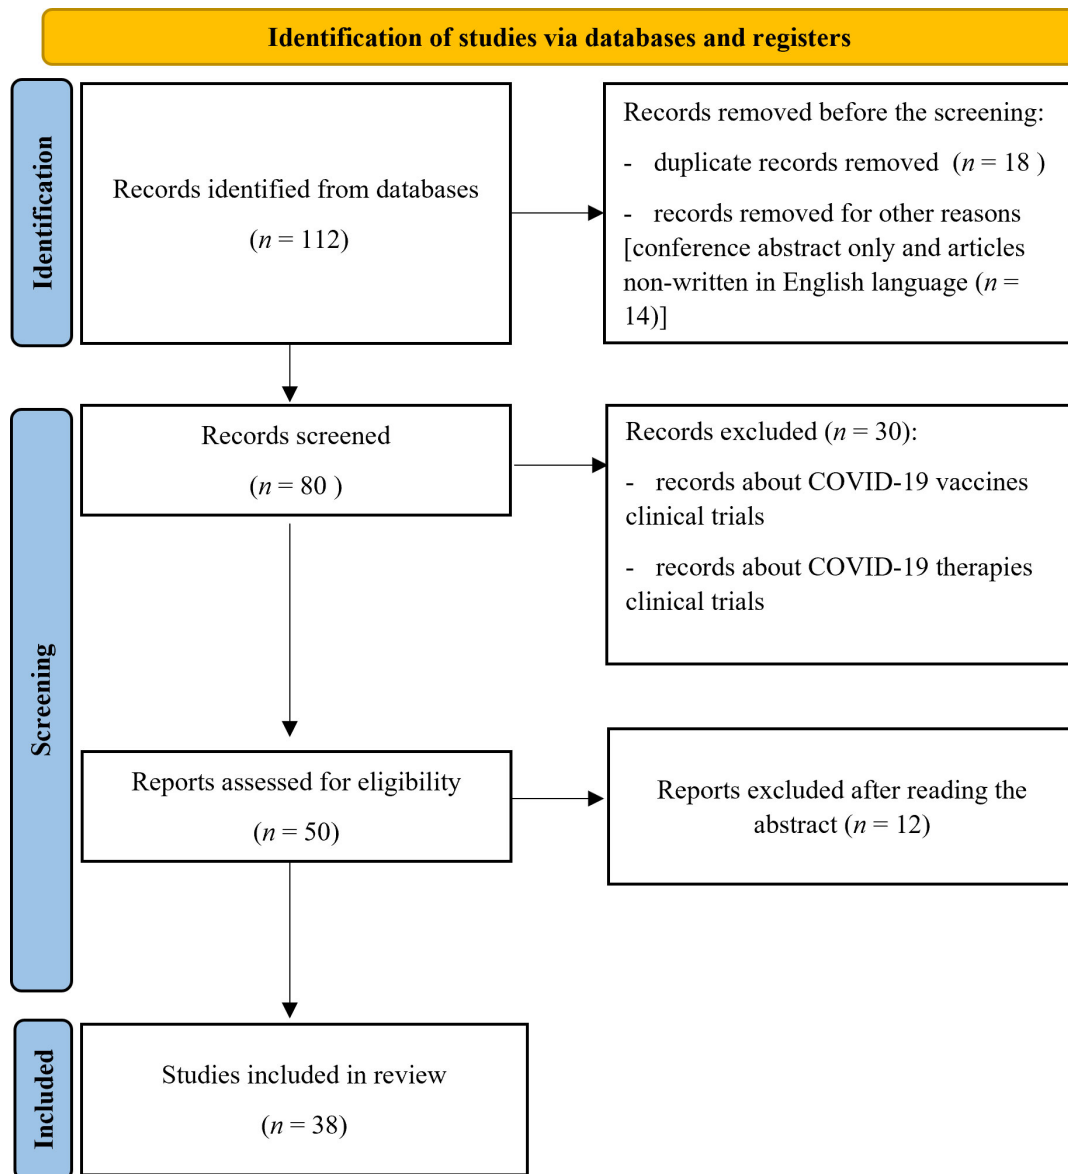 Identification of studies via databases and registers
Identification
Records identified from databases
(n = 112)
Records removed before the screening:
- duplicate records removed (n = 18 )
- records removed for other reasons
[conference abstract only and articles
non-written in English language (n =
14)]
Screening
Records screened
(n = 80 )
Records excluded (n = 30):
- records about COVID-19 vaccines
clinical trials
- records about COVID-19 therapies
clinical trials
Reports assessed for eligibility
(n = 50)
Reports excluded after reading the
abstract (n = 12)
Included
Studies included in review
(n = 38)